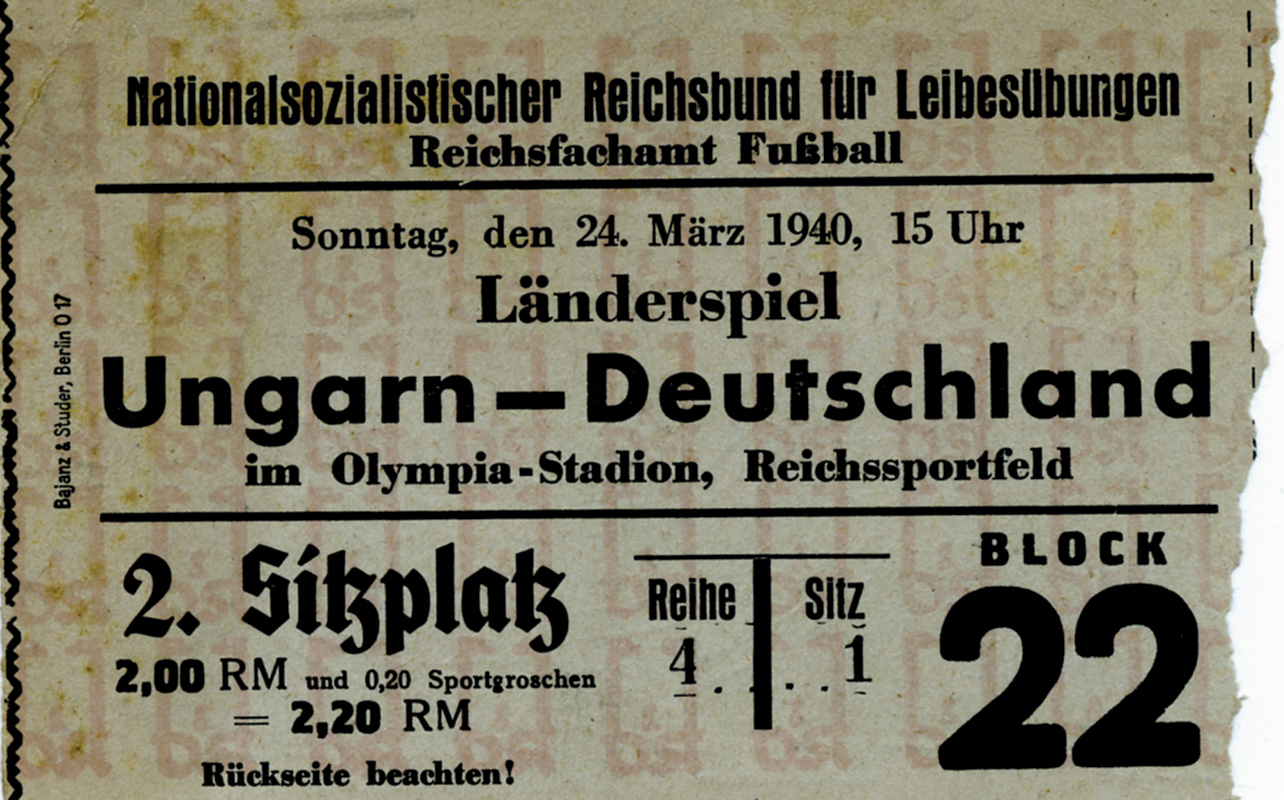 Nationalsozialistischer Reichsbund für Leibesübungen
Reichsfachamt Fußball
Sonntag, den 24. März 1940, 15 Uhr
Länderspiel
Ungarn — Deutschland
im Olympia-Stadion, Reichssportfeld
Bajanz & Studer, Berlin O 17
2. Sitzplatz
2,00 RM und 0,20 Sportgroschen
= 2,20 RM
Rückseite beachten!
Reihe Sitz
4 1
BLOCK
22